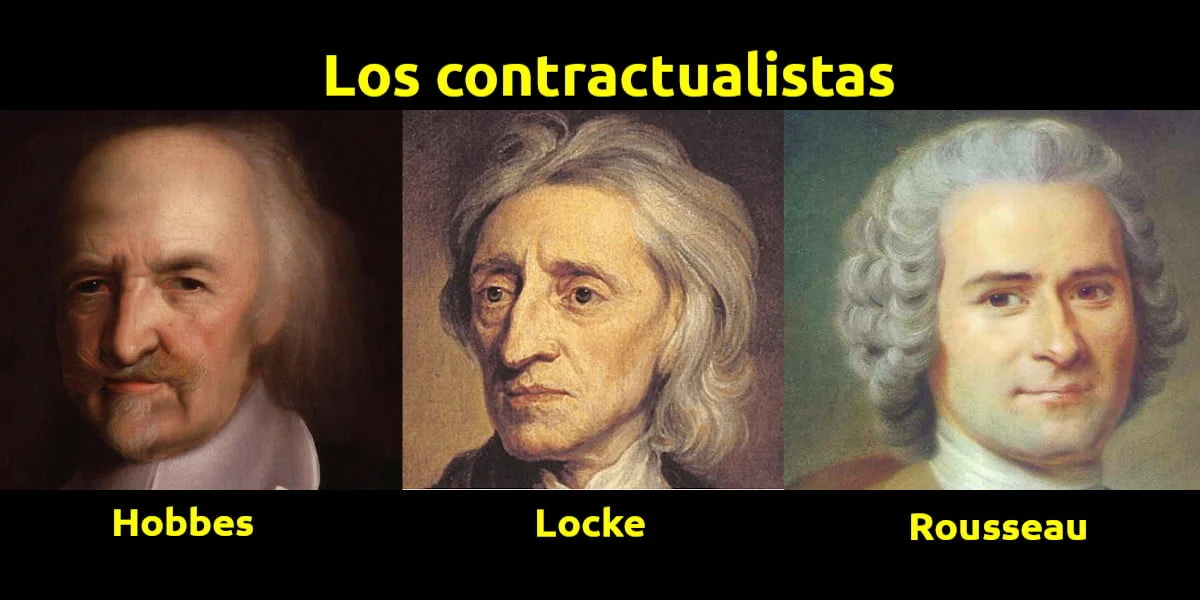 Los contractualistas
Hobbes
Locke
Rousseau